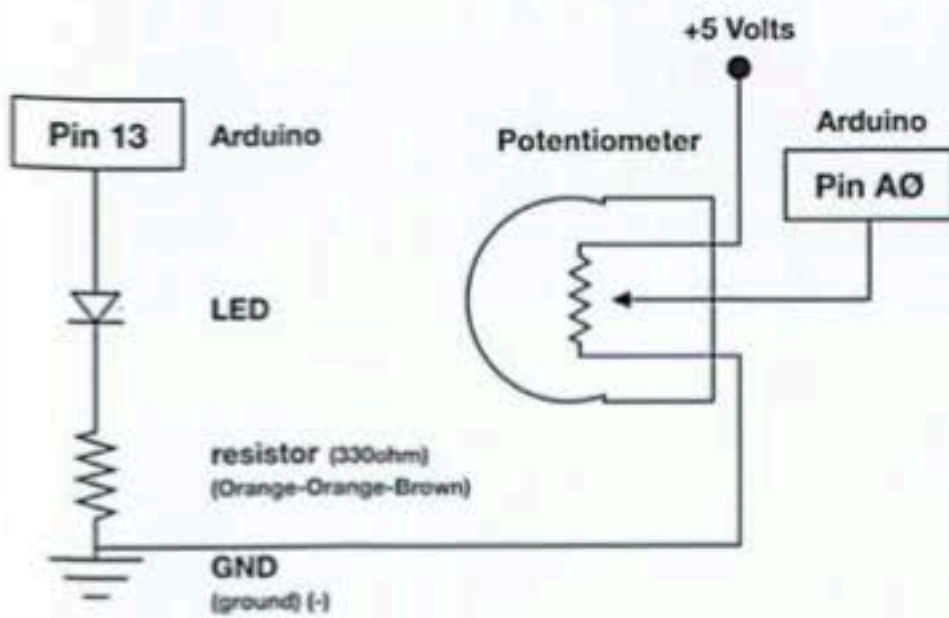 +5 Volts
Pin 13
Arduino
Potentiometer
Arduino
Pin AØ
LED
resistor (330ohm)
(Orange-Orange-Brown)
GND
(ground) (-)